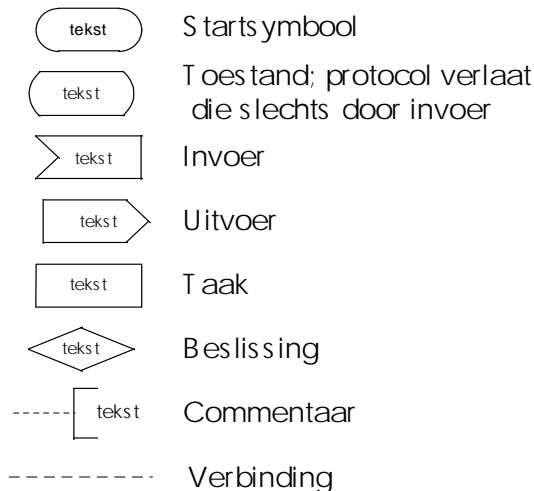 tekst Startsymbool
tekst Toestand; protocol verlaat
die slechts door invoer
tekst Invoer
tekst Uitvoer
tekst Taak
tekst Beslissing
tekst Commentaar
Verbinding